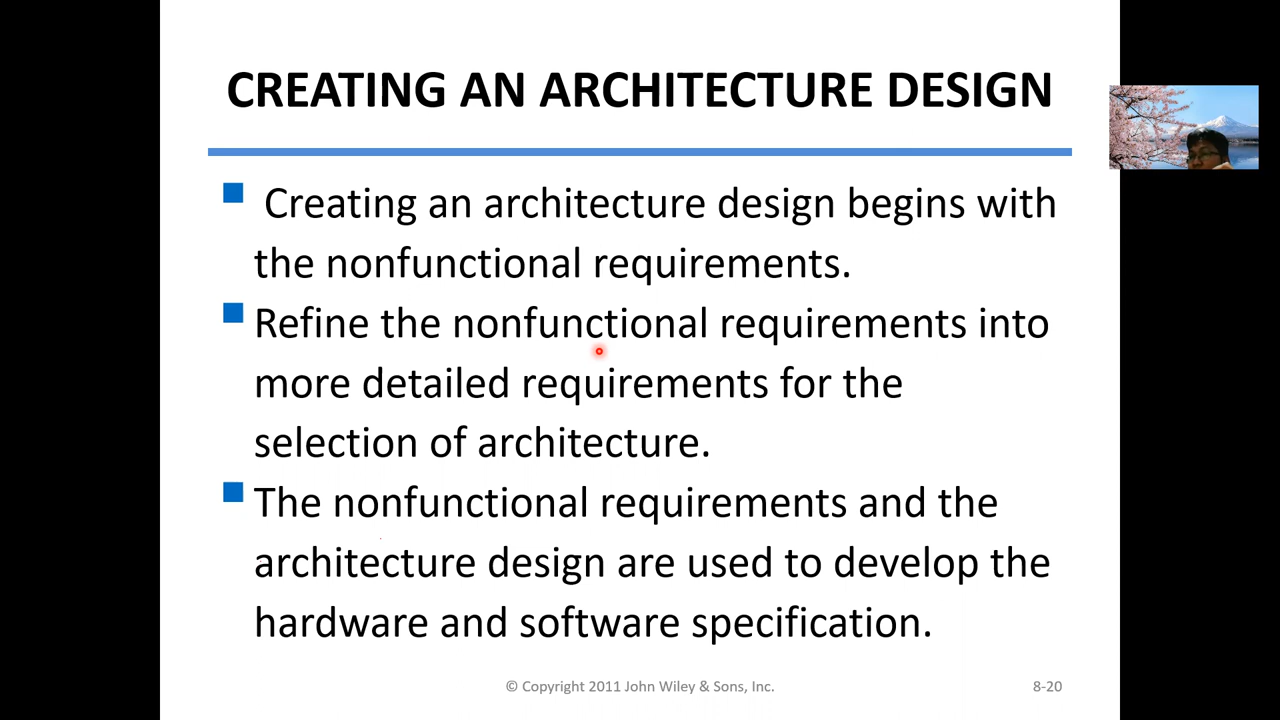 CREATING AN ARCHITECTURE DESIGN
Creating an architecture design begins with
the nonfunctional requirements.
Refine the nonfunctional requirements into
more detailed requirements for the
selection of architecture.
The nonfunctional requirements and the
architecture design are used to develop the
hardware and software specification.
© Copyright 2011 John Wiley & Sons, Inc.
8-20